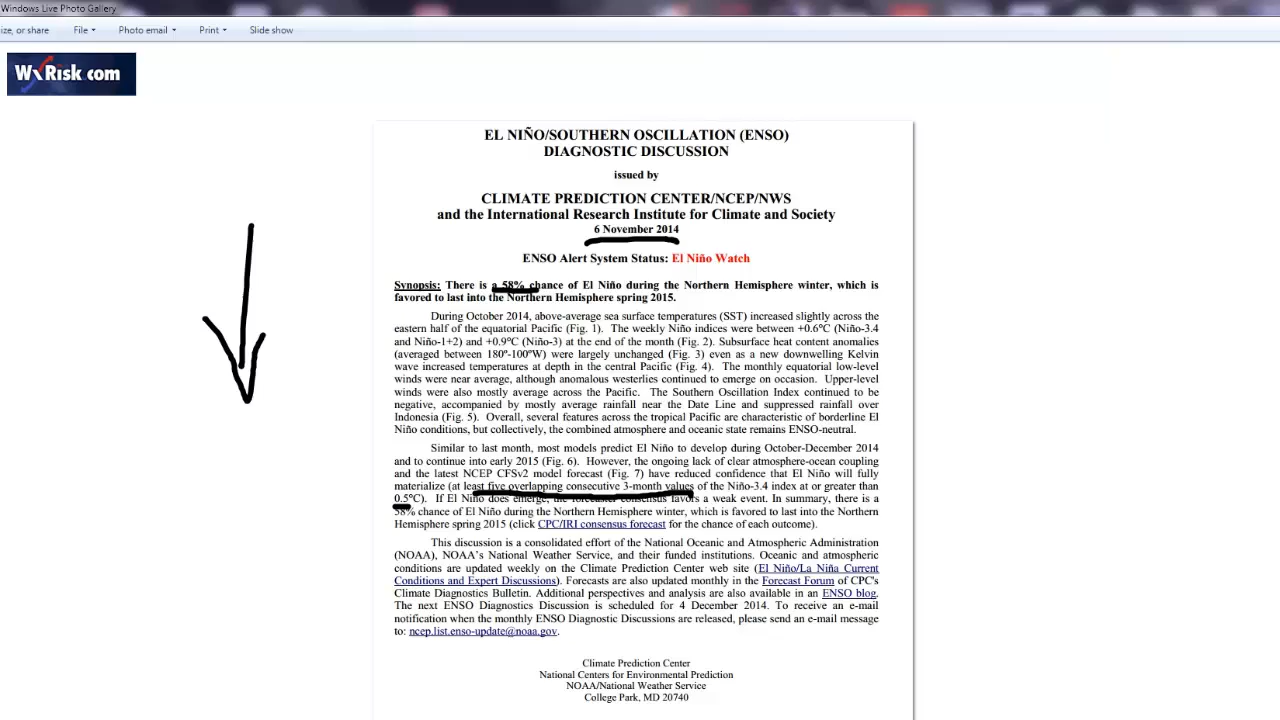 Windows Live Photo Gallery
ize, or share File Photo email Print Slide show
WxRisk com
EL NIÑO/SOUTHERN OSCILLATION (ENSO)
DIAGNOSTIC DISCUSSION
issued by
CLIMATE PREDICTION CENTER/NCEP/NWS
and the International Research Institute for Climate and Society
6 November 2014
ENSO Alert System Status: El Niño Watch
Synopsis: There is a 58% chance of El Niño during the Northern Hemisphere winter, which is
favored to last into the Northern Hemisphere spring 2015.
During October 2014, above-average sea surface temperatures (SST) increased slightly across the
eastern half of the equatorial Pacific (Fig. 1). The weekly Niño indices were between +0.6°C (Niño-3.4
and Niño-1+2) and +0.9°C (Niño-3) at the end of the month (Fig. 2). Subsurface heat content anomalies
(averaged between 180º-100ºW) were largely unchanged (Fig. 3) even as a new downwelling Kelvin
wave increased temperatures at depth in the central Pacific (Fig. 4). The monthly equatorial low-level
winds were near average, although anomalous westerlies continued to emerge on occasion. Upper-level
winds were also mostly average across the Pacific. The Southern Oscillation Index continued to be
negative, accompanied by mostly average rainfall near the Date Line and suppressed rainfall over
Indonesia (Fig. 5). Overall, several features across the tropical Pacific are characteristic of borderline El
Niño conditions, but collectively, the combined atmosphere and oceanic state remains ENSO-neutral.
Similar to last month, most models predict El Niño to develop during October-December 2014
and to continue into early 2015 (Fig. 6). However, the ongoing lack of clear atmosphere-ocean coupling
and the latest NCEP CFSv2 model forecast (Fig. 7) have reduced confidence that El Niño will fully
materialize (at least five overlapping consecutive 3-month values of the Niño-3.4 index at or greater than
0.5°C). If El Niño does emerge, the forecaster consensus favors a weak event. In summary, there is a
58% chance of El Niño during the Northern Hemisphere winter, which is favored to last into the Northern
Hemisphere spring 2015 (click CPC/IRI consensus forecast for the chance of each outcome).
This discussion is a consolidated effort of the National Oceanic and Atmospheric Administration
(NOAA), NOAA's National Weather Service, and their funded institutions. Oceanic and atmospheric
conditions are updated weekly on the Climate Prediction Center web site (El Niño/La Niña Current
Conditions and Expert Discussions). Forecasts are also updated monthly in the Forecast Forum of CPC's
Climate Diagnostics Bulletin. Additional perspectives and analysis are also available in an ENSO blog.
The next ENSO Diagnostics Discussion is scheduled for 4 December 2014. To receive an e-mail
notification when the monthly ENSO Diagnostic Discussions are released, please send an e-mail message
to: ncep.list.enso-update@noaa.gov.
Climate Prediction Center
National Centers for Environmental Prediction
NOAA/National Weather Service
College Park, MD 20740